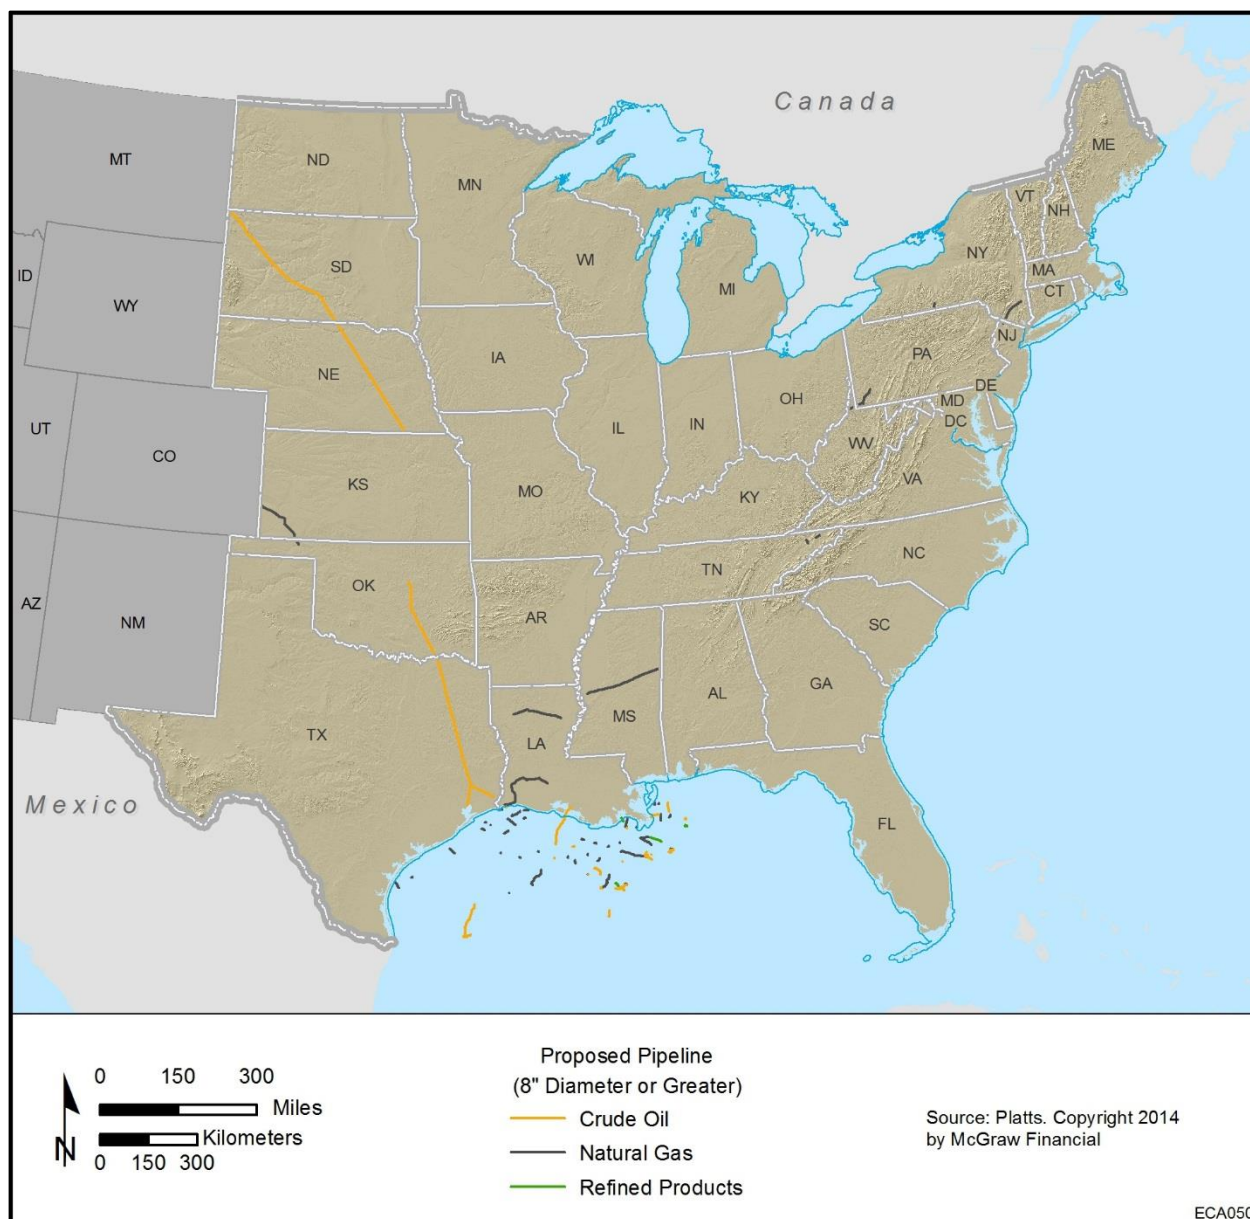 Canada
ME
MT
ND
MN
VT
NH
NY
WI
SD
MI
MA
ID
CT
WY
NJ
IA
PA
NE
DE
OH
MD
UT
IL
IN
DC
CO
WV
KS
VA
MO
KY
NC
TN
OK
AZ
AR
NM
SC
AL
GA
MS
TX
LA
Mexico
FL
0 150 300
Miles
Kilometers
0 150 300
N
Proposed Pipeline
(8" Diameter or Greater)
Crude Oil
Natural Gas
Refined Products
Source: Platts. Copyright 2014
by McGraw Financial
ECA050